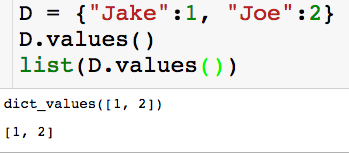 D = {"Jake":1, "Joe":2}
D.values()
list(D.values())
dict_values([1, 2])
[1, 2]